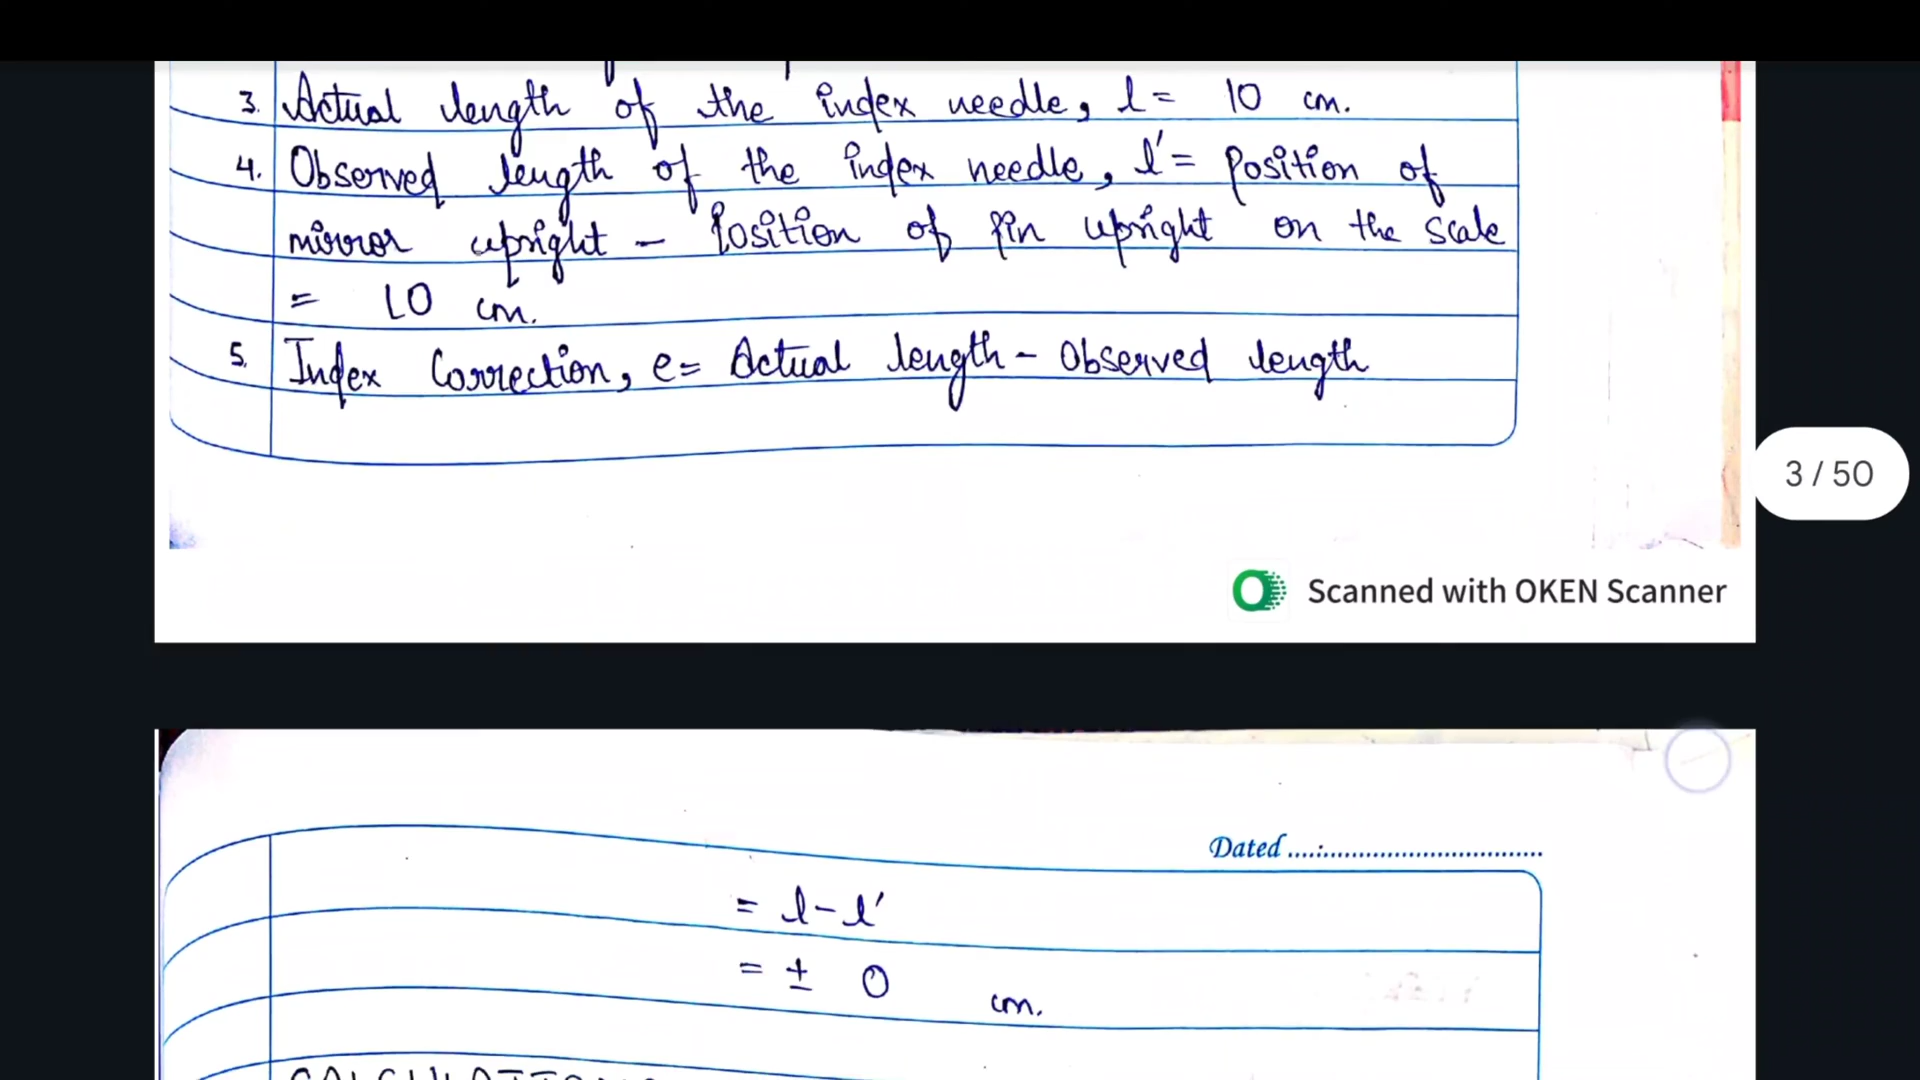 3. Actual length of the index needle, l = 10 cm.
4. Observed length of the index needle, l' = Position of
mirror upright - Position of pin upright on the scale
= 10 cm.
5. Index Correction, e = Actual length - Observed length
3 / 50
Scanned with OKEN Scanner
Dated ....:................................
= l - l'
= ± 0 cm.
CALCULATIONS